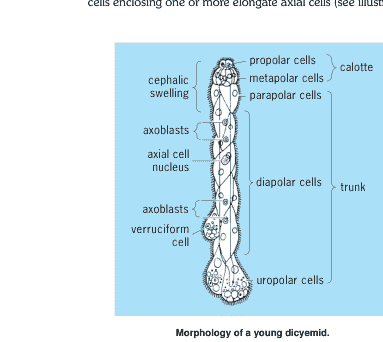 cells enclosing one or more elongate axial cells (see
propolar cells
calotte
metapolar cells
cephalic
swelling
parapolar cells
axoblasts
axial cell
nucleus
diapolar cells
trunk
axoblasts
verruciform
cell
uropolar cells
Morphology of a young dicyemid.